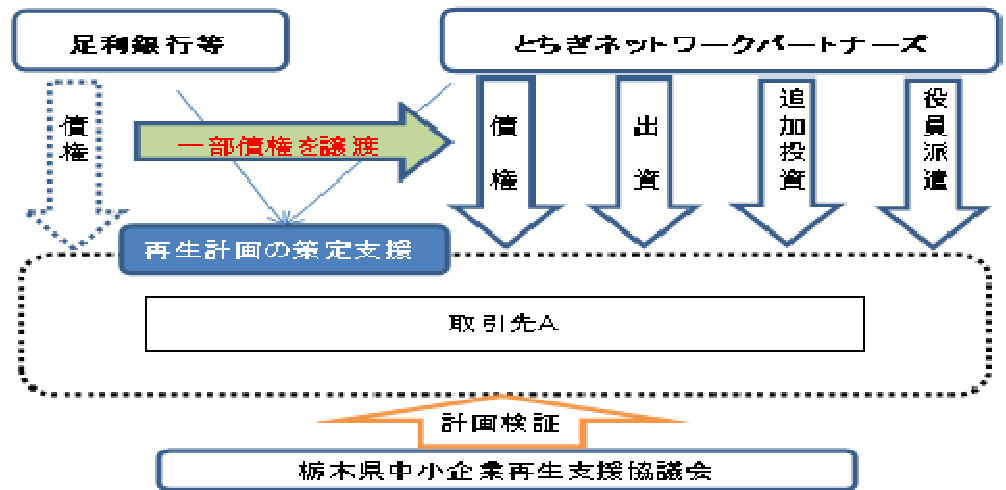 足利銀行等
とちぎネットワークパートナーズ
債権
一部債権を譲渡
債権
出資
追加投資
役員派遣
再生計画の策定支援
取引先A
計画検証
栃木県中小企業再生支援協議会